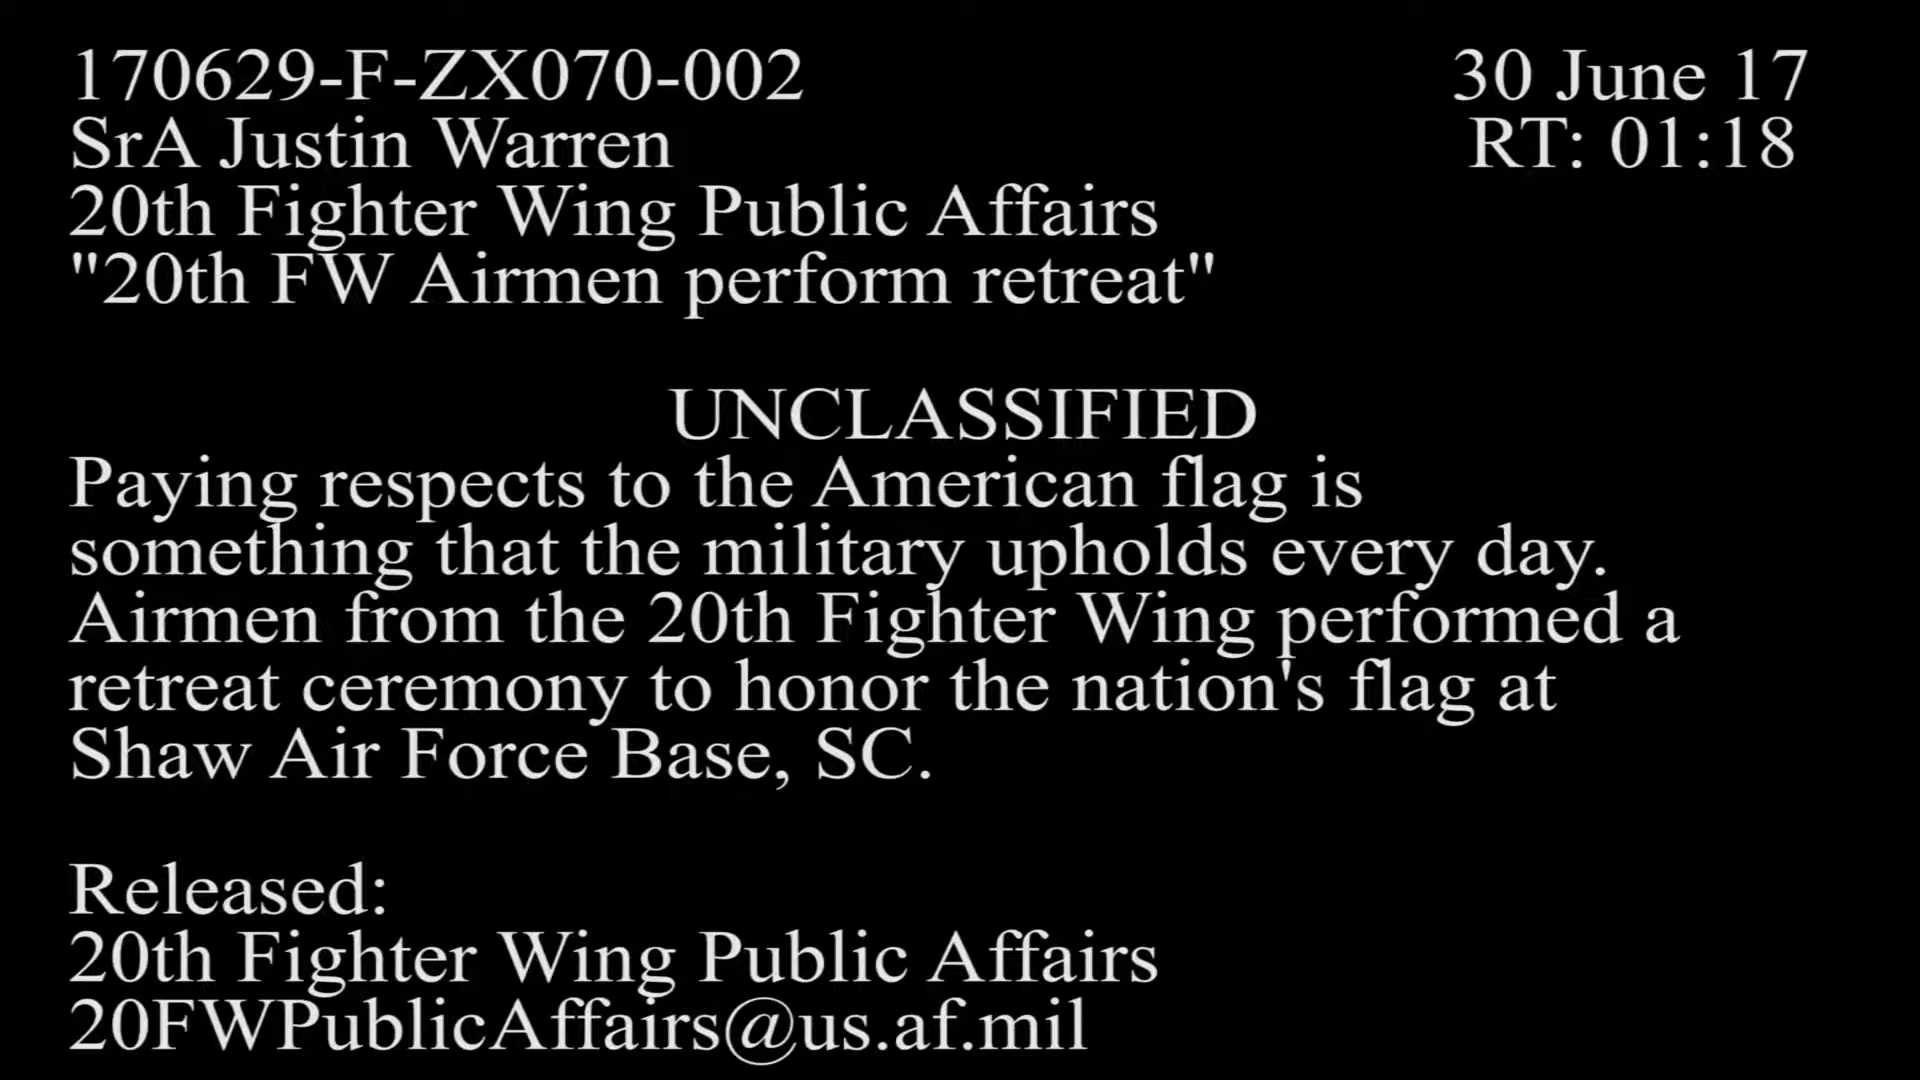 170629-F-ZX070-002
30 June 17
SrA Justin Warren
RT: 01:18
20th Fighter Wing Public Affairs
"20th FW Airmen perform retreat"
UNCLASSIFIED
Paying respects to the American flag is
something that the military upholds every day.
Airmen from the 20th Fighter Wing performed a
retreat ceremony to honor the nation's flag at
Shaw Air Force Base, SC.
Released:
20th Fighter Wing Public Affairs
20FWPublicAffairs@us.af.mil